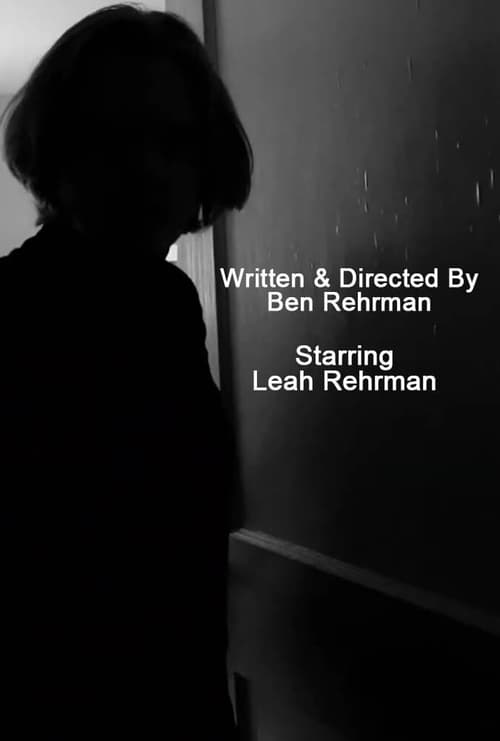 Written & Directed By
Ben Rehrman
Starring
Leah Rehrman